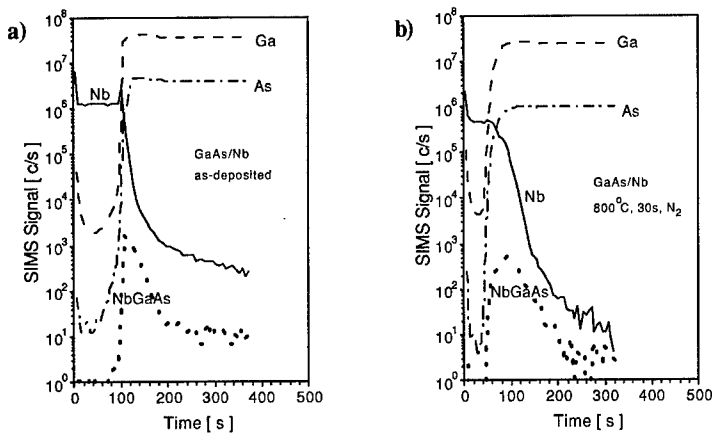 a)
SIMS Signal [ c/s ]
10^8
10^7
10^6
10^5
10^4
10^3
10^2
10^1
10^0
Ga
As
Nb
GaAs/Nb
as-deposited
NbGaAs
0 100 200 300 400 500
Time [ s ]
b)
SIMS Signal [ c/s ]
10^8
10^7
10^6
10^5
10^4
10^3
10^2
10^1
10^0
Ga
As
Nb
GaAs/Nb
800°C, 30s, N₂
NbGaAs
0 100 200 300 400 500
Time [ s ]